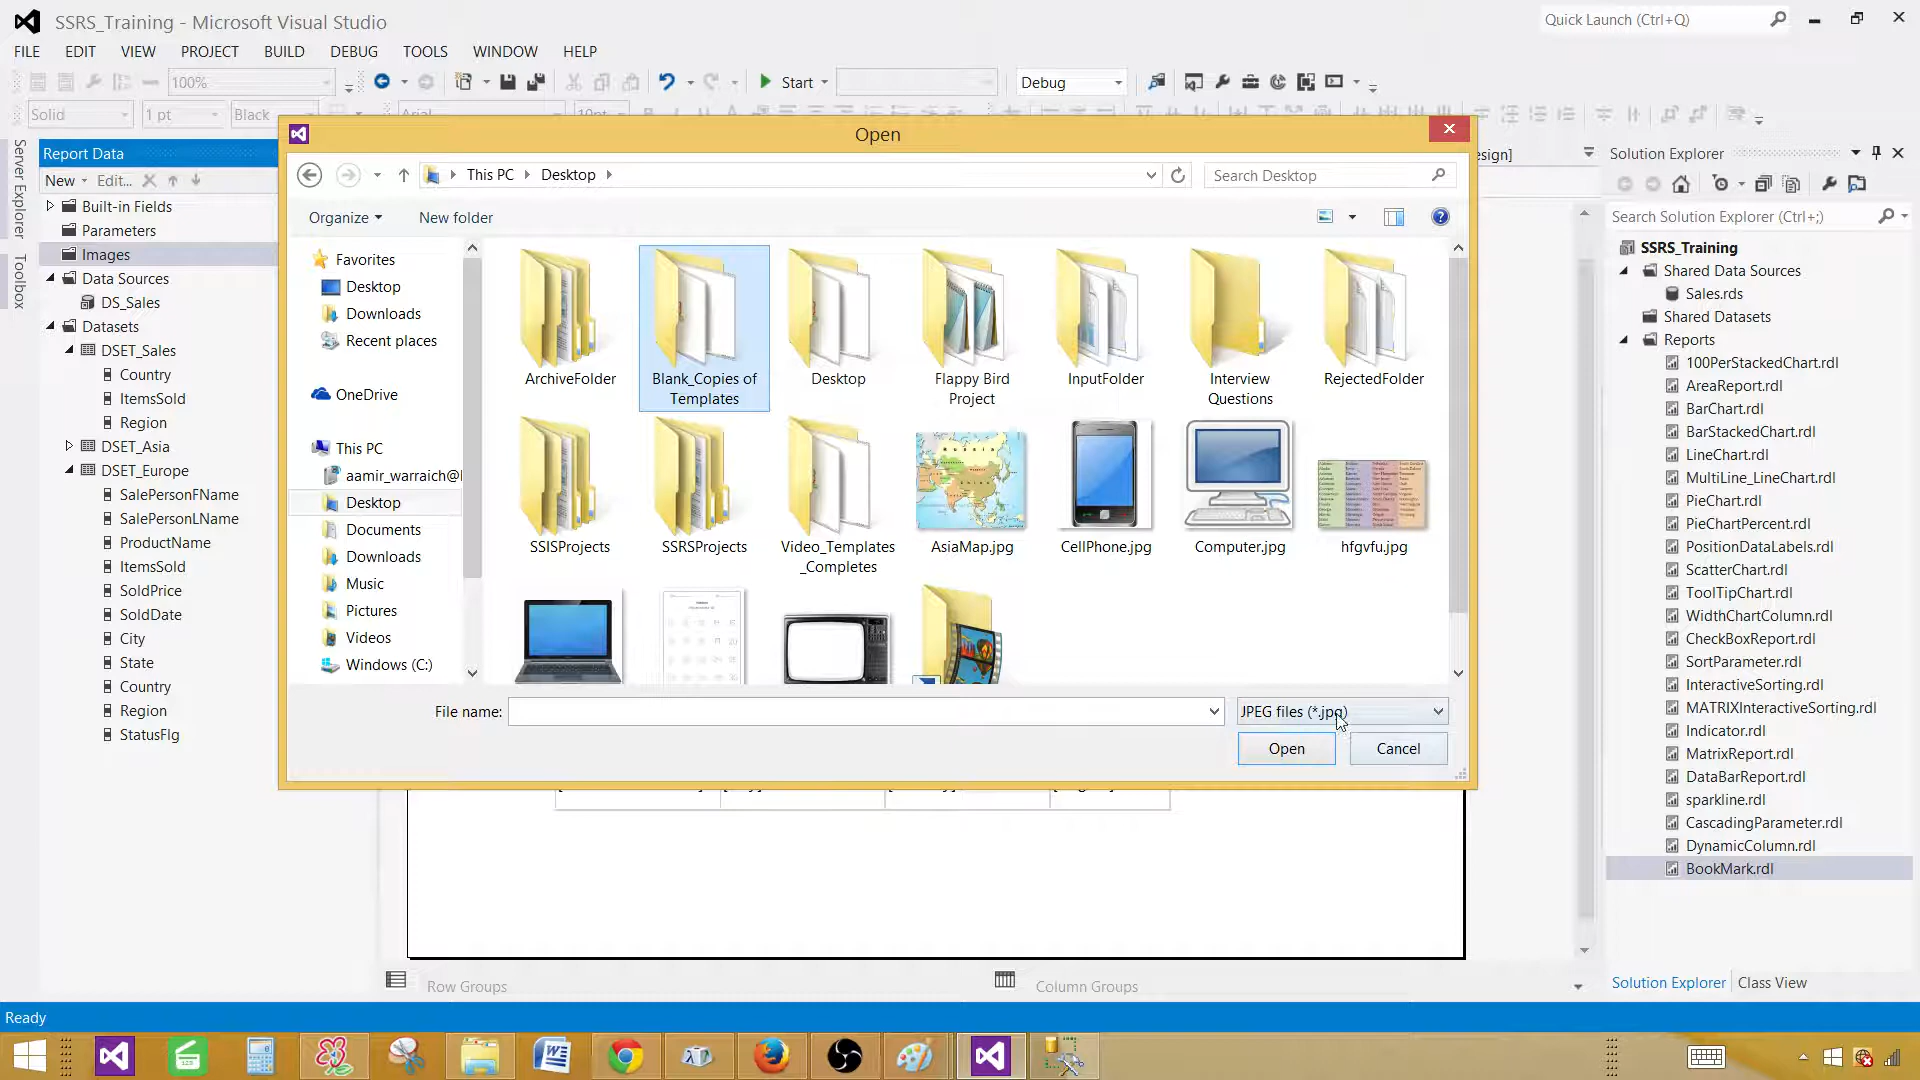 SSRS_Training - Microsoft Visual Studio
Quick Launch (Ctrl+Q)
FILE EDIT VIEW PROJECT BUILD DEBUG TOOLS WINDOW HELP
100%
Start
Debug
Solid
1 pt
Black
Arial
10pt
Server Explorer
Toolbox
Report Data
New
Edit...
Built-in Fields
Parameters
Images
Data Sources
DS_Sales
Datasets
DSET_Sales
Country
ItemsSold
Region
DSET_Asia
DSET_Europe
SalePersonFName
SalePersonLName
ProductName
ItemsSold
SoldPrice
SoldDate
City
State
Country
Region
StatusFlg
Open
This PC
Desktop
Search Desktop
Organize
New folder
Favorites
Desktop
Downloads
Recent places
OneDrive
This PC
aamir_warraich@
Desktop
Documents
Downloads
Music
Pictures
Videos
Windows (C:)
ArchiveFolder
Blank_Copies of Templates
Desktop
Flappy Bird Project
InputFolder
Interview Questions
RejectedFolder
SSISProjects
SSRSProjects
Video_Templates_Completes
AsiaMap.jpg
CellPhone.jpg
Computer.jpg
hfgvfu.jpg
File name:
JPEG files (*.jpg)
Open
Cancel
esign]
Row Groups
Column Groups
Solution Explorer
Search Solution Explorer (Ctrl+;)
SSRS_Training
Shared Data Sources
Sales.rds
Shared Datasets
Reports
100PerStackedChart.rdl
AreaReport.rdl
BarChart.rdl
BarStackedChart.rdl
LineChart.rdl
MultiLine_LineChart.rdl
PieChart.rdl
PieChartPercent.rdl
PositionDataLabels.rdl
ScatterChart.rdl
ToolTipChart.rdl
WidthChartColumn.rdl
CheckBoxReport.rdl
SortParameter.rdl
InteractiveSorting.rdl
MATRIXInteractiveSorting.rdl
Indicator.rdl
MatrixReport.rdl
DataBarReport.rdl
sparkline.rdl
CascadingParameter.rdl
DynamicColumn.rdl
BookMark.rdl
Solution Explorer
Class View
Ready